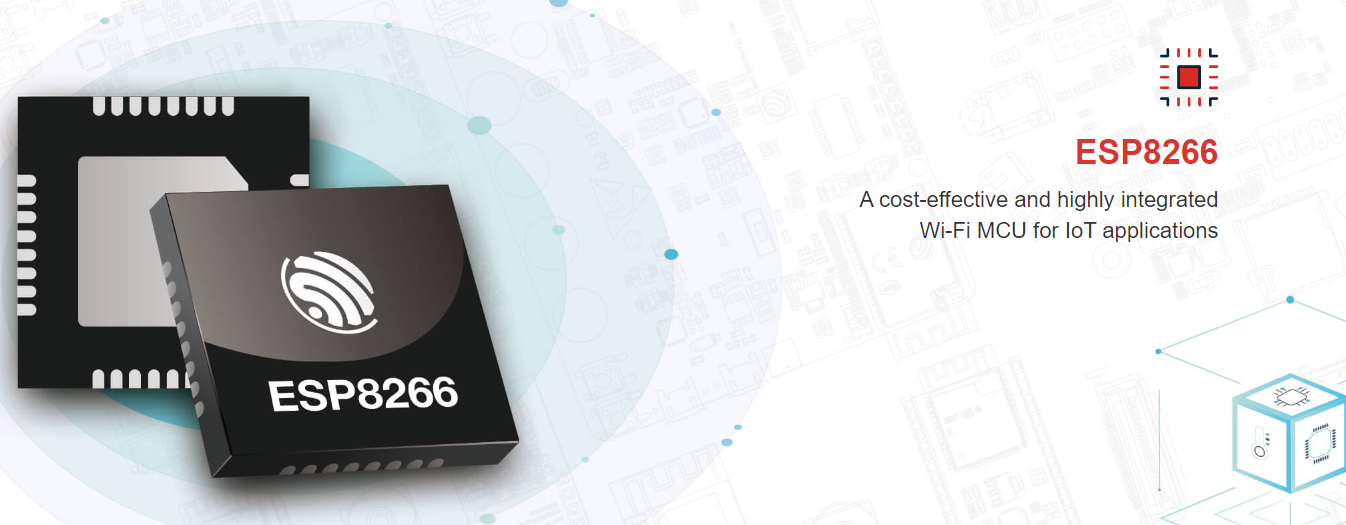 ESP8266
ESP8266
A cost-effective and highly integrated
Wi-Fi MCU for IoT applications